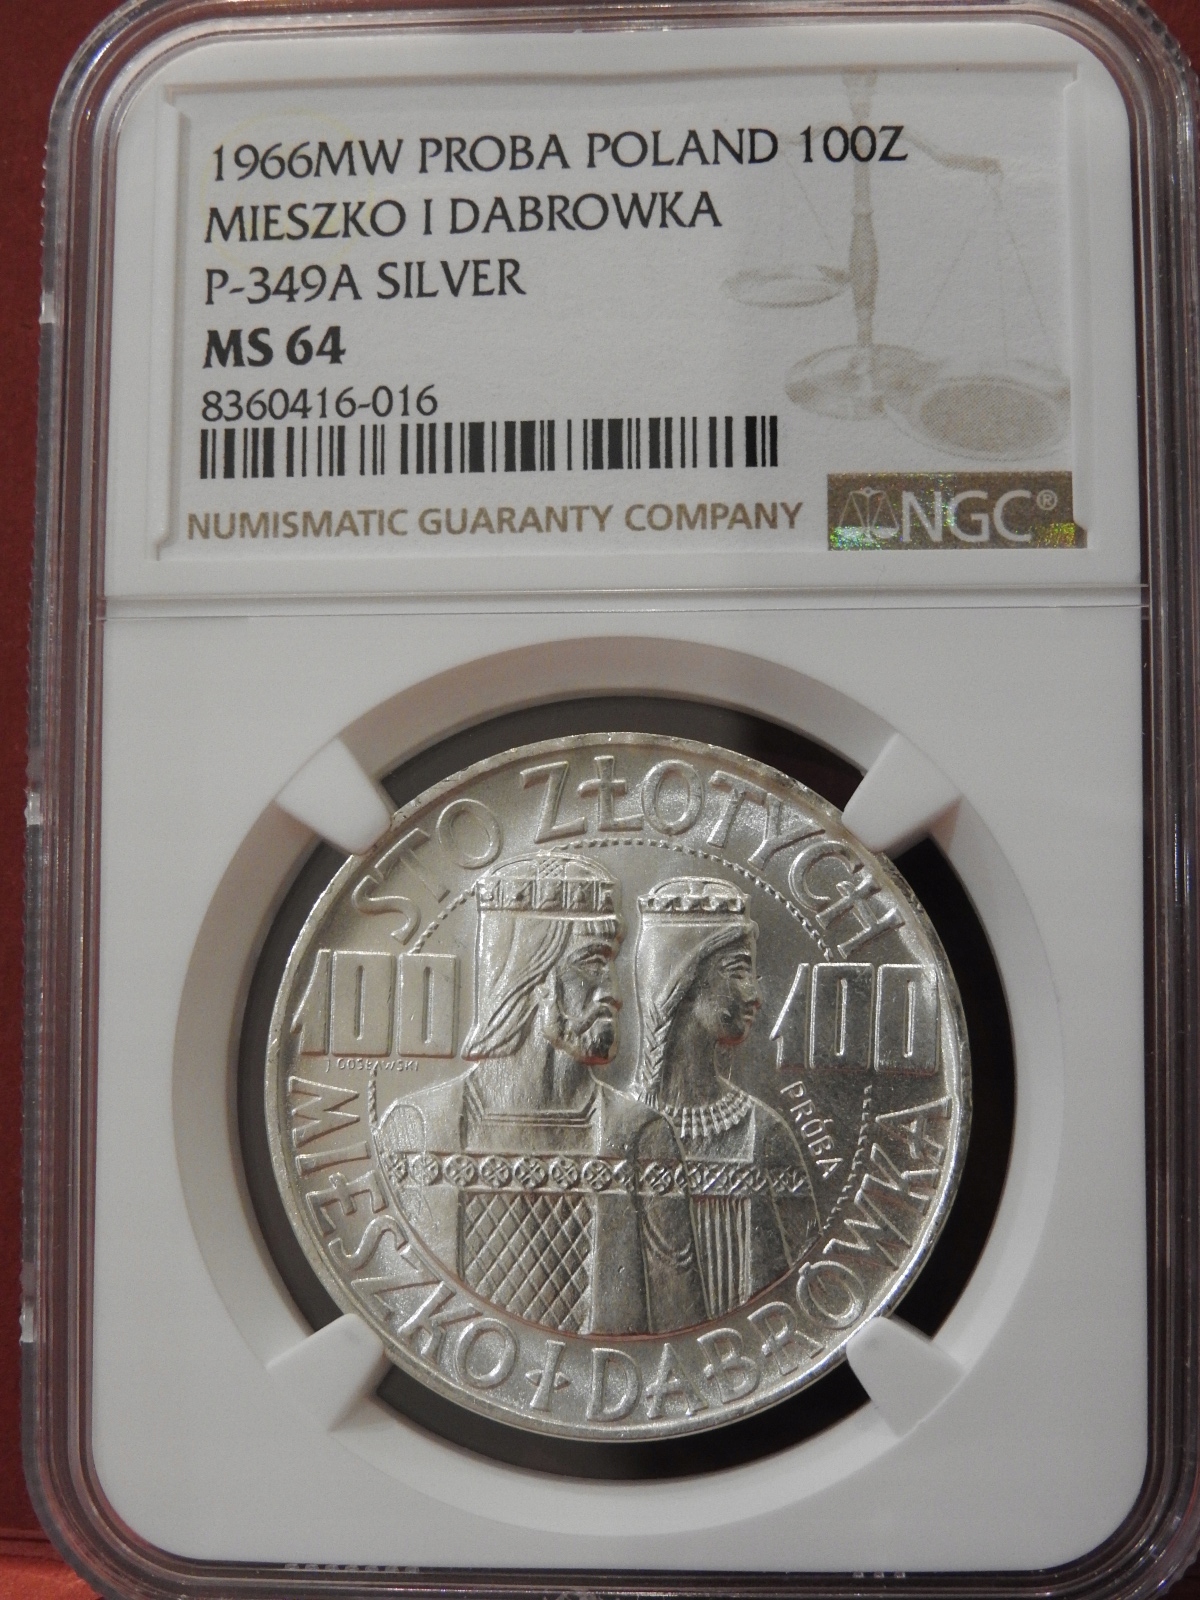 1966MW PROBA POLAND 100Z
MIESZKO I DABROWKA
P-349A SILVER
MS 64
8360416-016
NUMISMATIC GUARANTY COMPANY
NGC®
STO ZŁOTYCH
100
100
J GOSŁAWSKI
PRÓBA
MIESZKO I DĄBRÓWKA